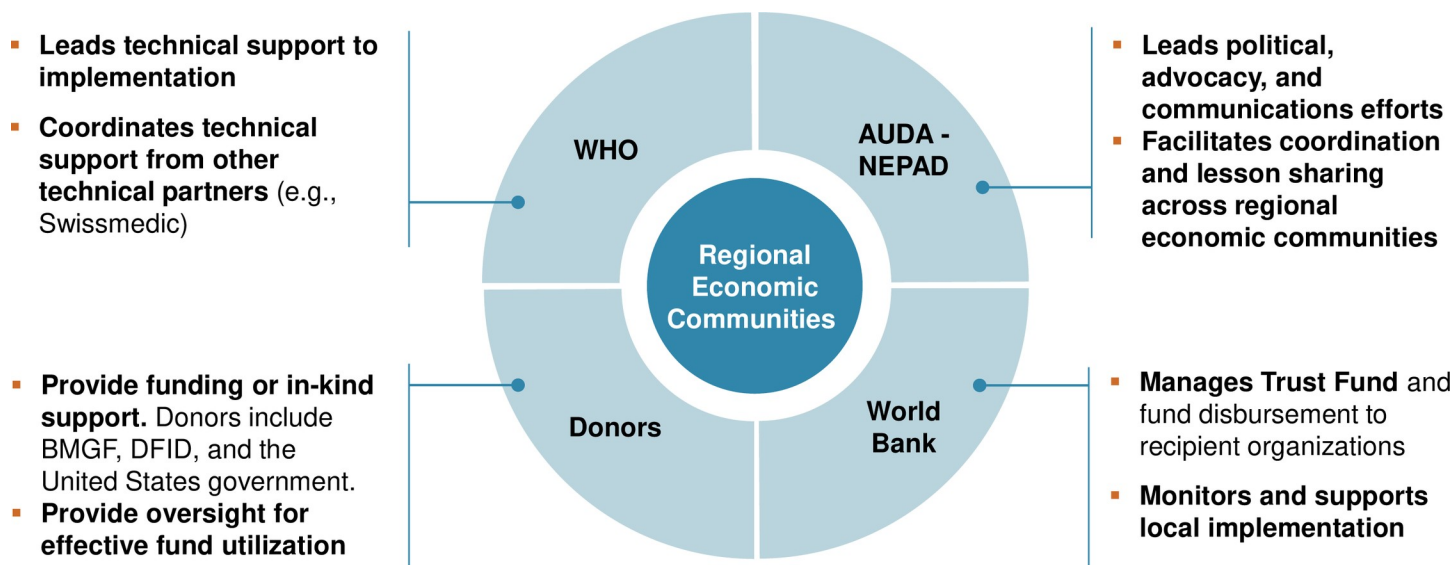 ▪ Leads technical support to
implementation
▪ Coordinates technical
support from other
technical partners (e.g.,
Swissmedic)
WHO
AUDA -
NEPAD
▪ Leads political,
advocacy, and
communications efforts
▪ Facilitates coordination
and lesson sharing
across regional
economic communities
Regional
Economic
Communities
▪ Provide funding or in-kind
support. Donors include
BMGF, DFID, and the
United States government.
▪ Provide oversight for
effective fund utilization
Donors
World
Bank
▪ Manages Trust Fund and
fund disbursement to
recipient organizations
▪ Monitors and supports
local implementation